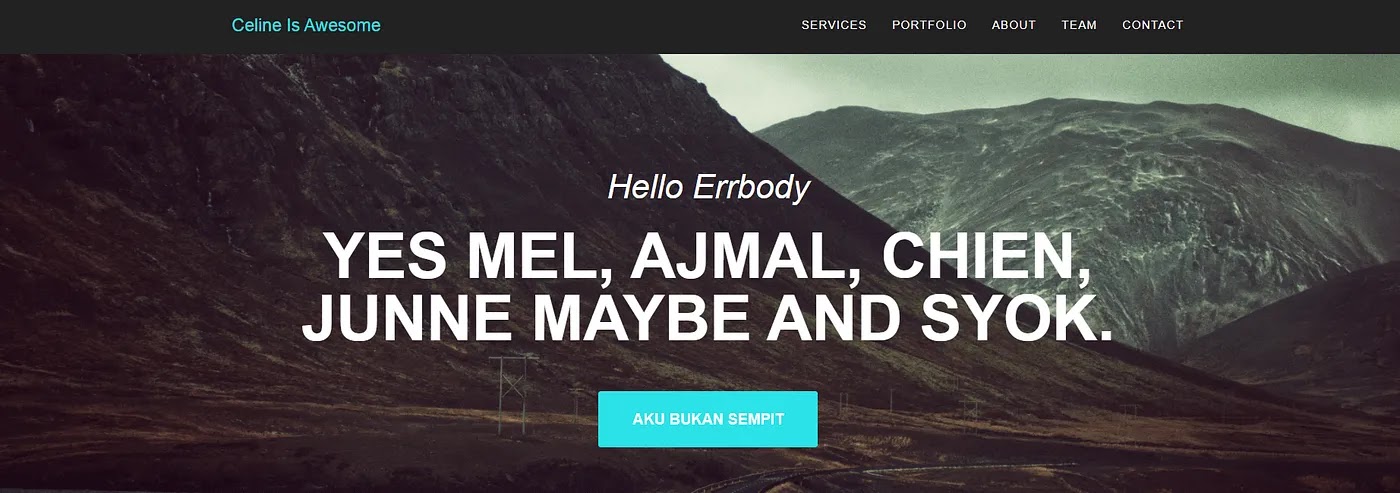 Celine Is Awesome
SERVICES PORTFOLIO ABOUT TEAM CONTACT
Hello Errbody
YES MEL, AJMAL, CHIEN,
JUNNE MAYBE AND SYOK.
AKU BUKAN SEMPIT